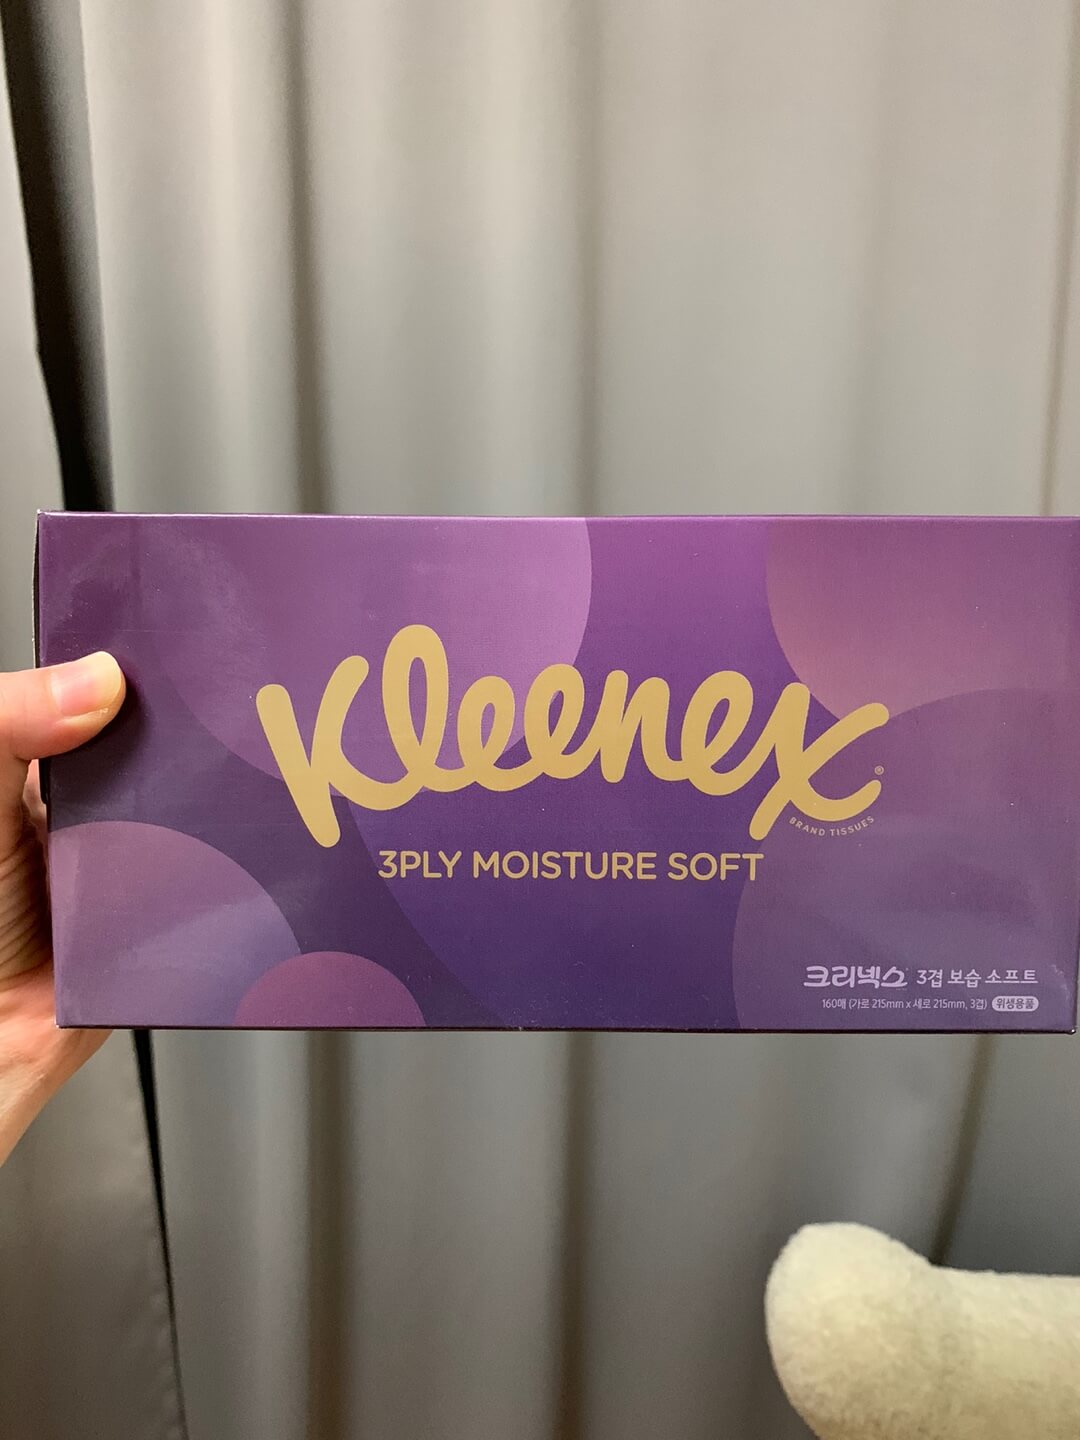 Kleenex®
BRAND TISSUES
3PLY MOISTURE SOFT
크리넥스 3겹 보습 소프트
160매 (가로 215mm x 세로 215mm, 3겹) 위생용품